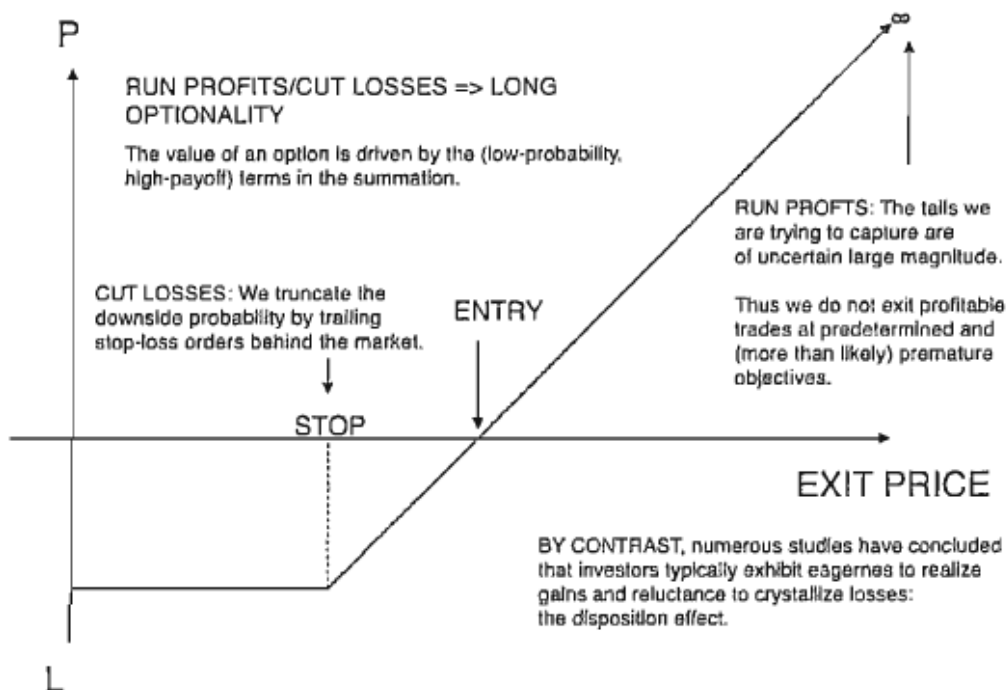 P
∞
RUN PROFITS/CUT LOSSES => LONG
OPTIONALITY
The value of an option is driven by the (low-probability,
high-payoff) terms in the summation.
RUN PROFTS: The tails we
are trying to capture are
of uncertain large magnitude.
Thus we do not exit profitable
trades at predetermined and
(more than likely) premature
objectives.
CUT LOSSES: We truncate the
downside probability by trailing
stop-loss orders behind the market.
ENTRY
STOP
EXIT PRICE
BY CONTRAST, numerous studies have concluded
that investors typically exhibit eagernes to realize
gains and reluctance to crystallize losses:
the disposition effect.
L